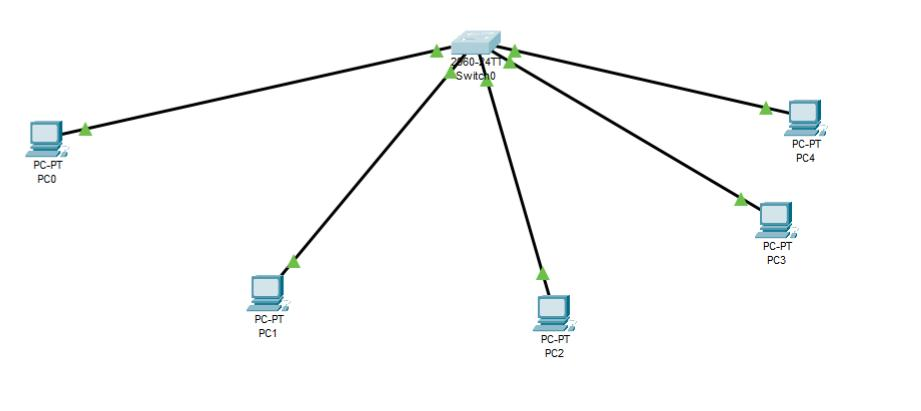 2960-24TT
Switch0
PC-PT
PC0
PC-PT
PC1
PC-PT
PC2
PC-PT
PC3
PC-PT
PC4